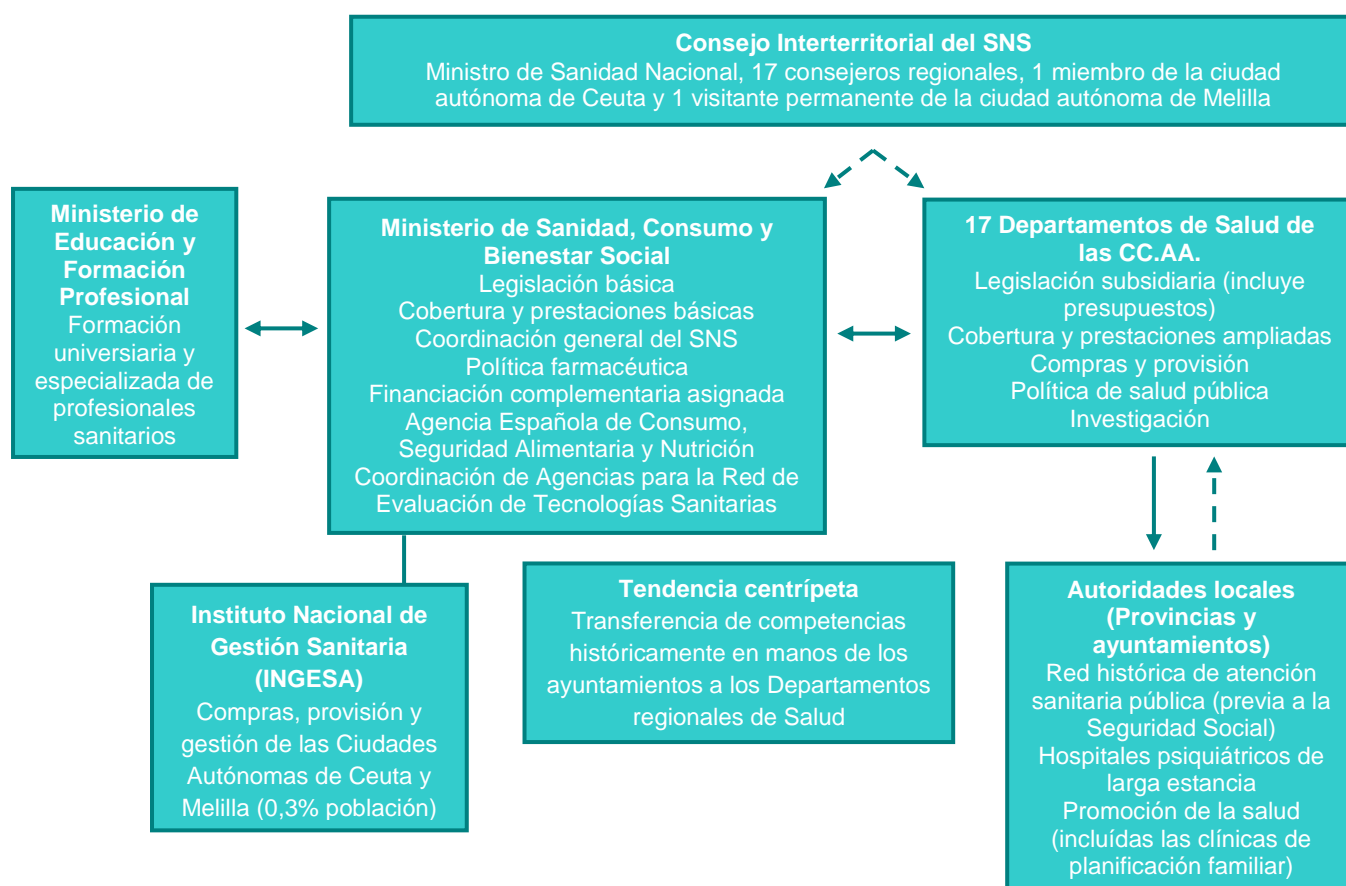 Consejo Interterritorial del SNS
Ministro de Sanidad Nacional, 17 consejeros regionales, 1 miembro de la ciudad
autónoma de Ceuta y 1 visitante permanente de la ciudad autónoma de Melilla
Ministerio de
Educación y
Formación
Profesional
Formación
universiaria y
especializada de
profesionales
sanitarios
Ministerio de Sanidad, Consumo y
Bienestar Social
Legislación básica
Cobertura y prestaciones básicas
Coordinación general del SNS
Política farmacéutica
Financiación complementaria asignada
Agencia Española de Consumo,
Seguridad Alimentaria y Nutrición
Coordinación de Agencias para la Red de
Evaluación de Tecnologías Sanitarias
17 Departamentos de Salud de
las CC.AA.
Legislación subsidiaria (incluye
presupuestos)
Cobertura y prestaciones ampliadas
Compras y provisión
Política de salud pública
Investigación
Instituto Nacional de
Gestión Sanitaria
(INGESA)
Compras, provisión y
gestión de las Ciudades
Autónomas de Ceuta y
Melilla (0,3% población)
Tendencia centrípeta
Transferencia de competencias
históricamente en manos de los
ayuntamientos a los Departamentos
regionales de Salud
Autoridades locales
(Provincias y
ayuntamientos)
Red histórica de atención
sanitaria pública (previa a la
Seguridad Social)
Hospitales psiquiátricos de
larga estancia
Promoción de la salud
(incluídas las clínicas de
planificación familiar)